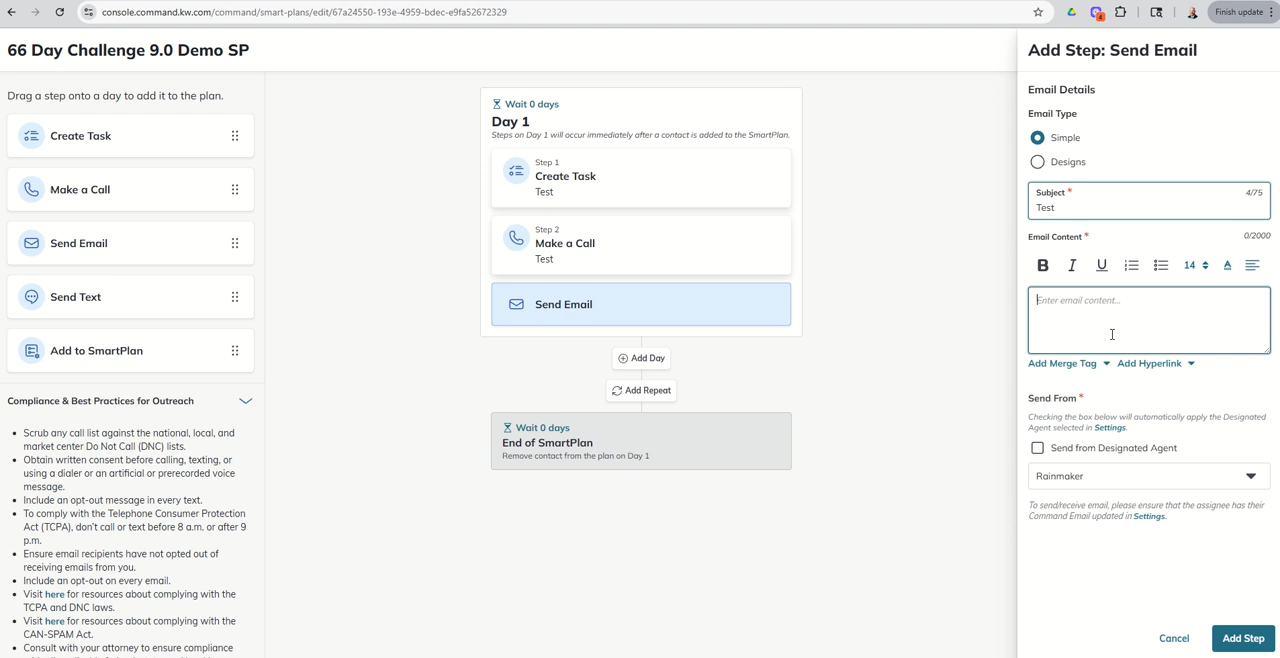 console.command.kw.com/command/smart-plans/edit/67a24550-193e-4959-bdec-e9fa52672329
4
Finish update
66 Day Challenge 9.0 Demo SP
Drag a step onto a day to add it to the plan.
Create Task
Make a Call
Send Email
Send Text
Add to SmartPlan
Compliance & Best Practices for Outreach
• Scrub any call list against the national, local, and
market center Do Not Call (DNC) lists.
• Obtain written consent before calling, texting, or
using a dialer or an artificial or prerecorded voice
message.
• Include an opt-out message in every text.
• To comply with the Telephone Consumer Protection
Act (TCPA), don't call or text before 8 a.m. or after 9
p.m.
• Ensure email recipients have not opted out of
receiving emails from you.
• Include an opt-out on every email.
• Visit here for resources about complying with the
TCPA and DNC laws.
• Visit here for resources about complying with the
CAN-SPAM Act.
• Consult with your attorney to ensure compliance
Wait 0 days
Day 1
Steps on Day 1 will occur immediately after a contact is added to the SmartPlan.
Step 1
Create Task
Test
Step 2
Make a Call
Test
Send Email
Add Day
Add Repeat
Wait 0 days
End of SmartPlan
Remove contact from the plan on Day 1
Add Step: Send Email
Email Details
Email Type
Simple
Designs
Subject * 4/75
Test
Email Content * 0/2000
B I U 14 A
Enter email content...
Add Merge Tag Add Hyperlink
Send From *
Checking the box below will automatically apply the Designated
Agent selected in Settings.
Send from Designated Agent
Rainmaker
To send/receive email, please ensure that the assignee has their
Command Email updated in Settings.
Cancel Add Step